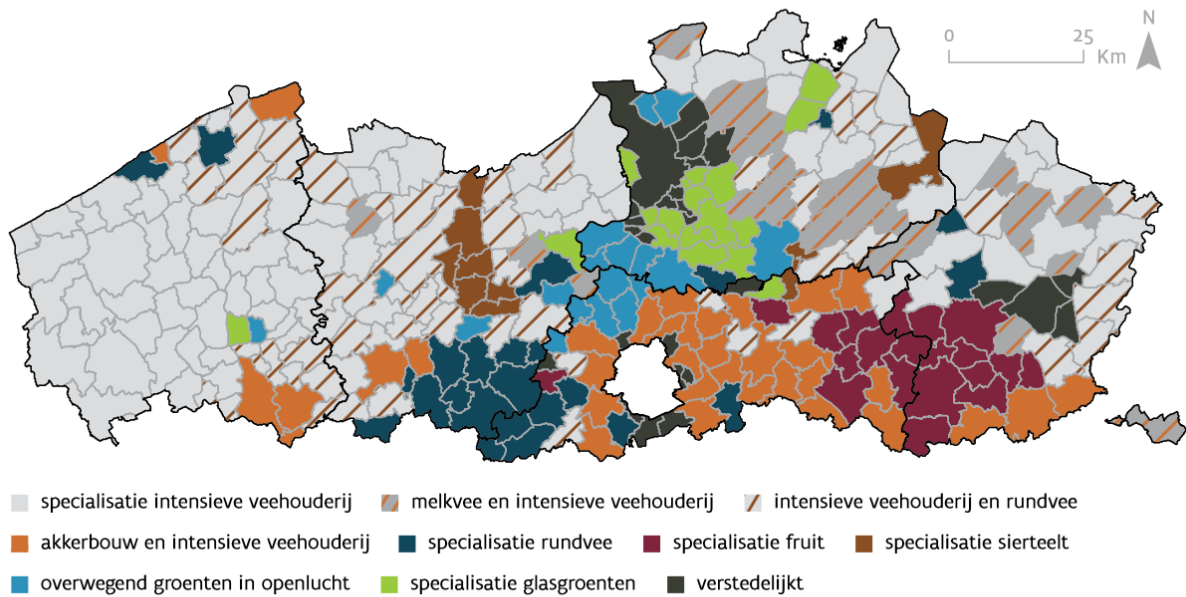 N
0 25
Km
specialisatie intensieve veehouderij melkvee en intensieve veehouderij intensieve veehouderij en rundvee
akkerbouw en intensieve veehouderij specialisatie rundvee specialisatie fruit specialisatie sierteelt
overwegend groenten in openlucht specialisatie glasgroenten verstedelijkt